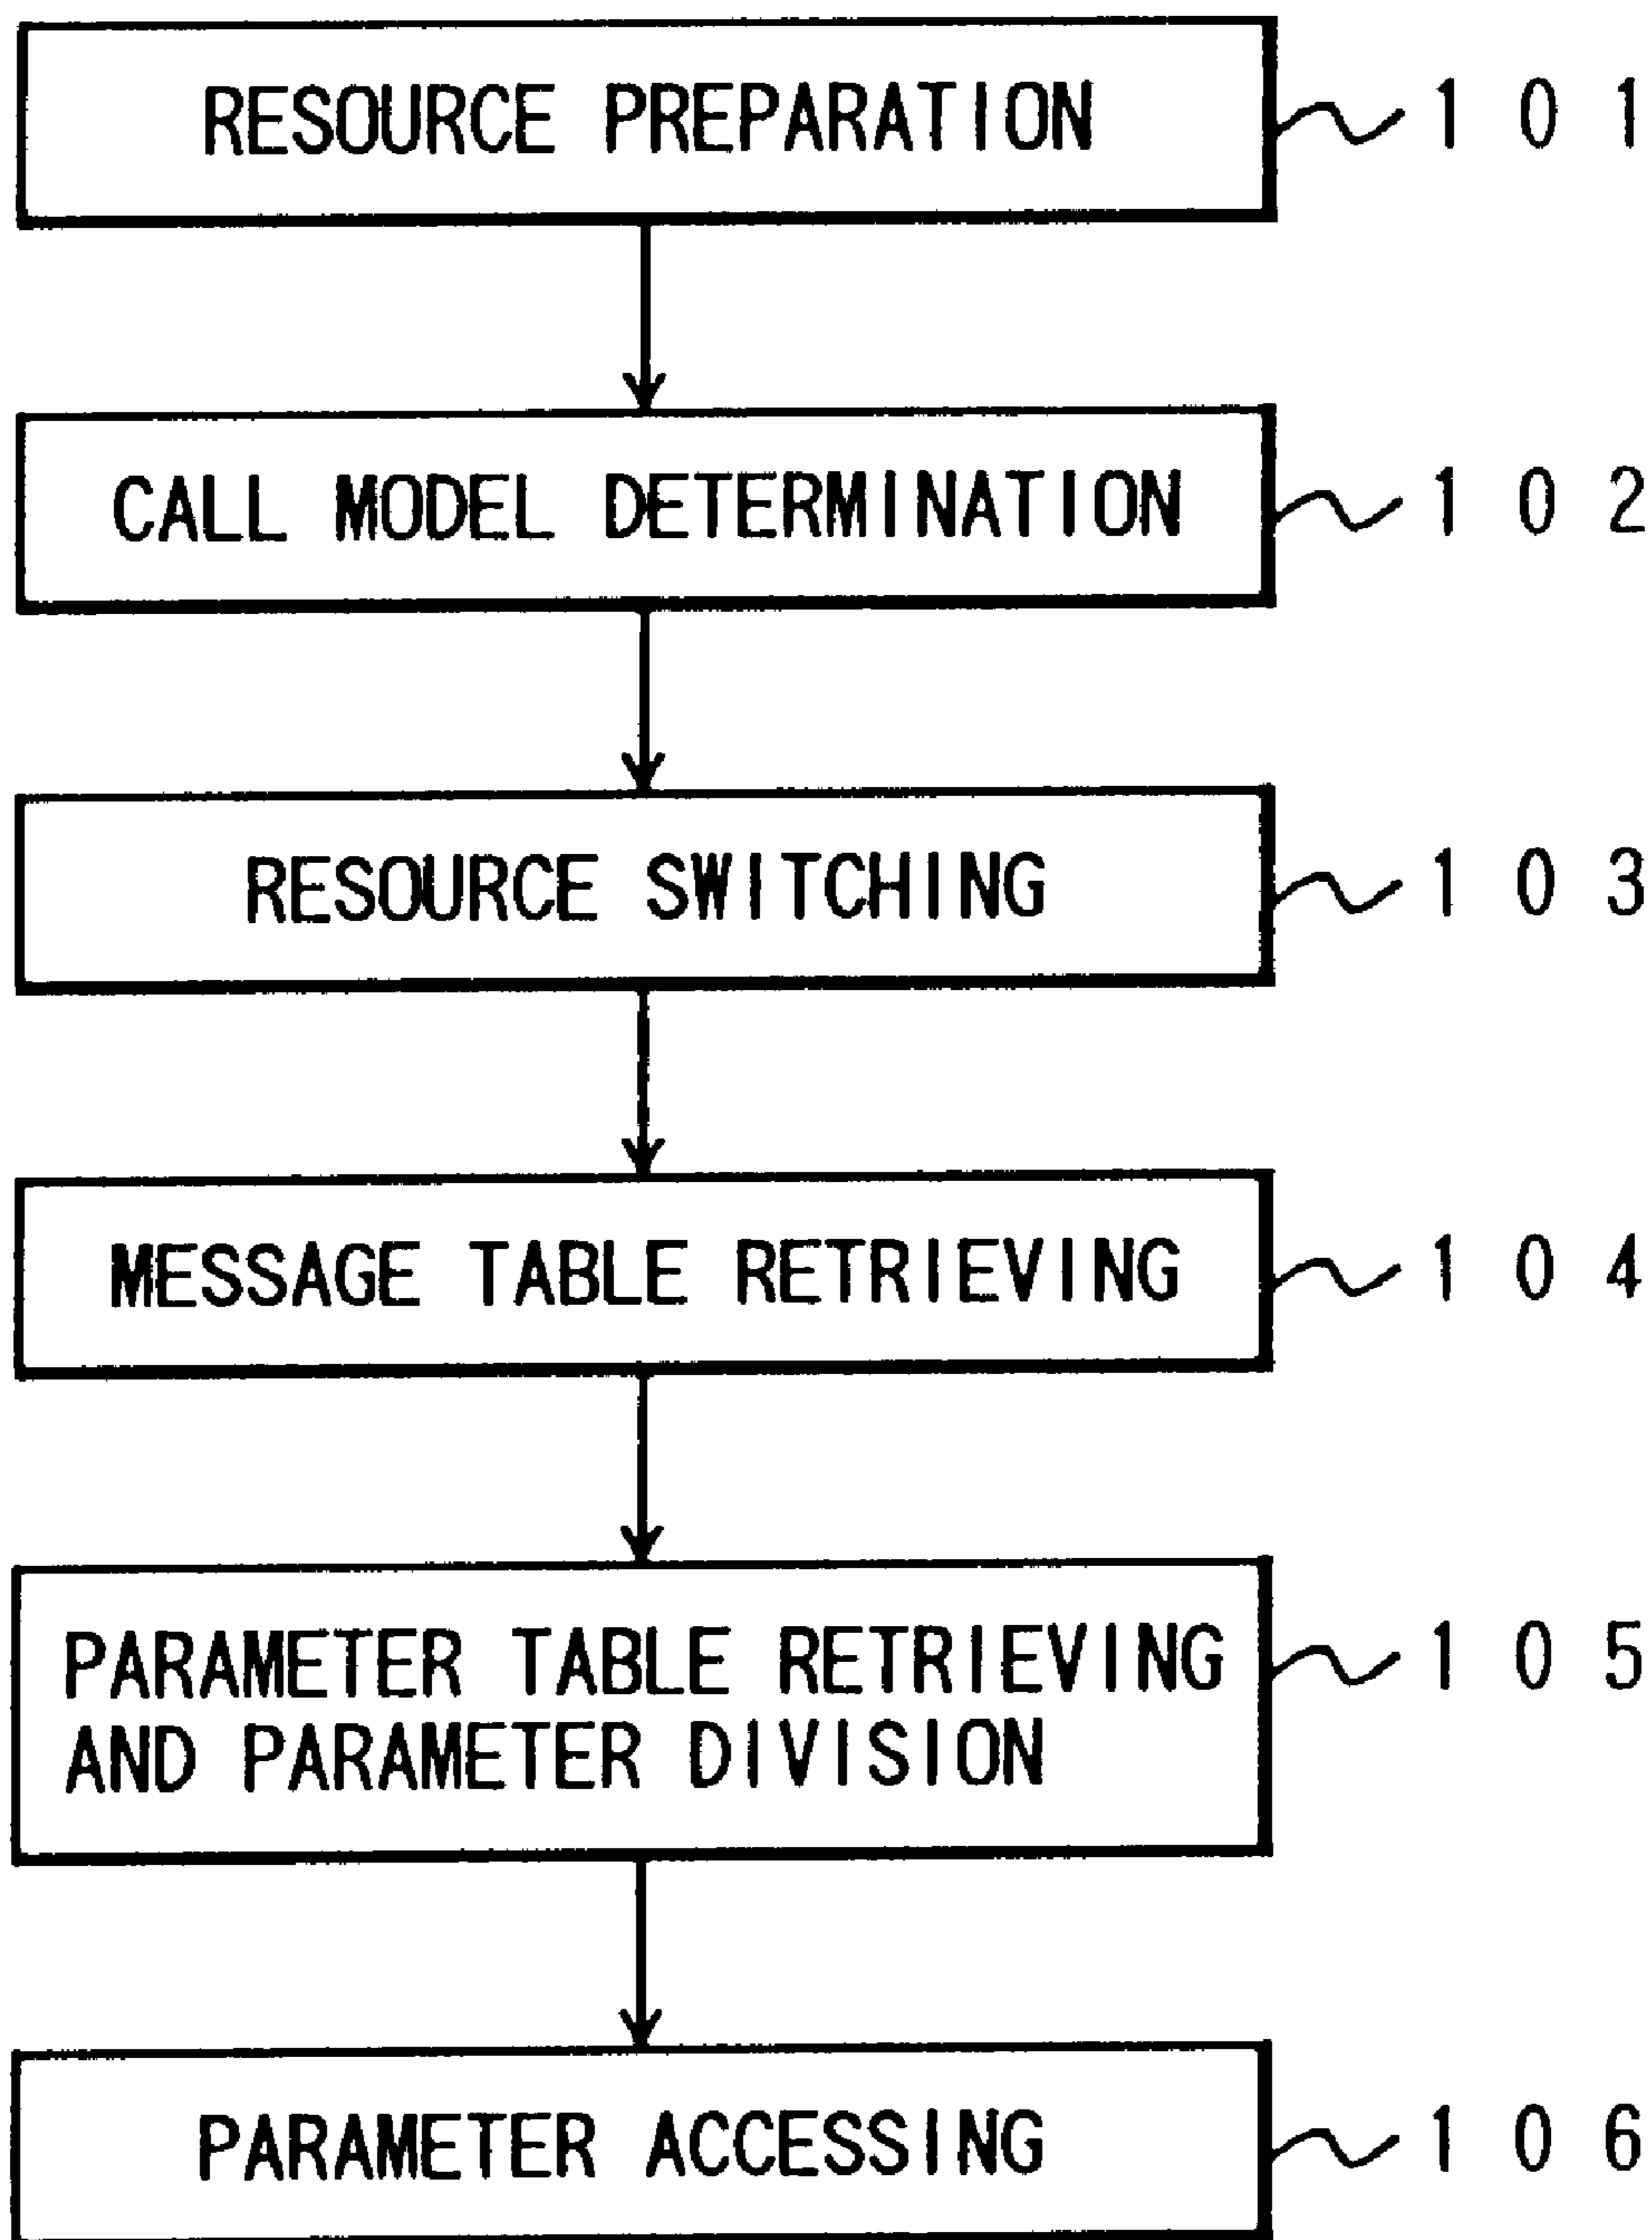 RESOURCE PREPARATION 101
CALL MODEL DETERMINATION 102
RESOURCE SWITCHING 103
MESSAGE TABLE RETRIEVING 104
PARAMETER TABLE RETRIEVING 105
AND PARAMETER DIVISION
PARAMETER ACCESSING 106